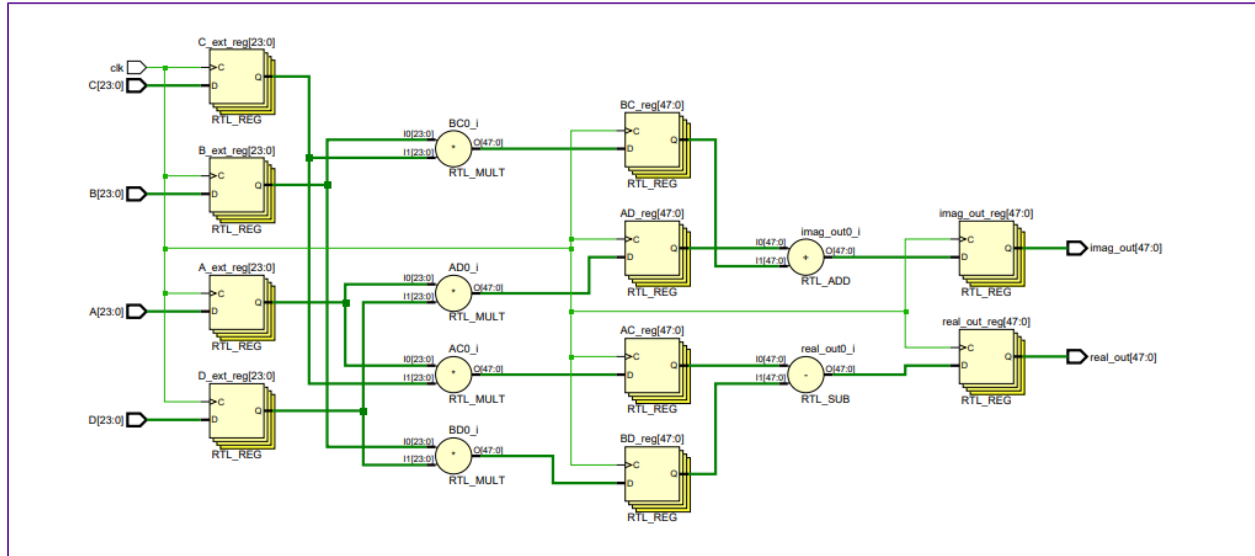 C_ext_reg[23:0]
clk
C
Q
C[23:0]
D
RTL_REG
B_ext_reg[23:0]
C
Q
B[23:0]
D
RTL_REG
A_ext_reg[23:0]
C
Q
A[23:0]
D
RTL_REG
D_ext_reg[23:0]
C
Q
D[23:0]
D
RTL_REG
BC0_i
I0[23:0]
*
O[47:0]
I1[23:0]
RTL_MULT
AD0_i
I0[23:0]
*
O[47:0]
I1[23:0]
RTL_MULT
AC0_i
I0[23:0]
*
O[47:0]
I1[23:0]
RTL_MULT
BD0_i
I0[23:0]
*
O[47:0]
I1[23:0]
RTL_MULT
BC_reg[47:0]
C
Q
D
RTL_REG
AD_reg[47:0]
C
Q
D
RTL_REG
AC_reg[47:0]
C
Q
D
RTL_REG
BD_reg[47:0]
C
Q
D
RTL_REG
imag_out0_i
I0[47:0]
+
O[47:0]
I1[47:0]
RTL_ADD
real_out0_i
I0[47:0]
-
O[47:0]
I1[47:0]
RTL_SUB
imag_out_reg[47:0]
C
Q
imag_out[47:0]
D
RTL_REG
real_out_reg[47:0]
C
Q
real_out[47:0]
D
RTL_REG